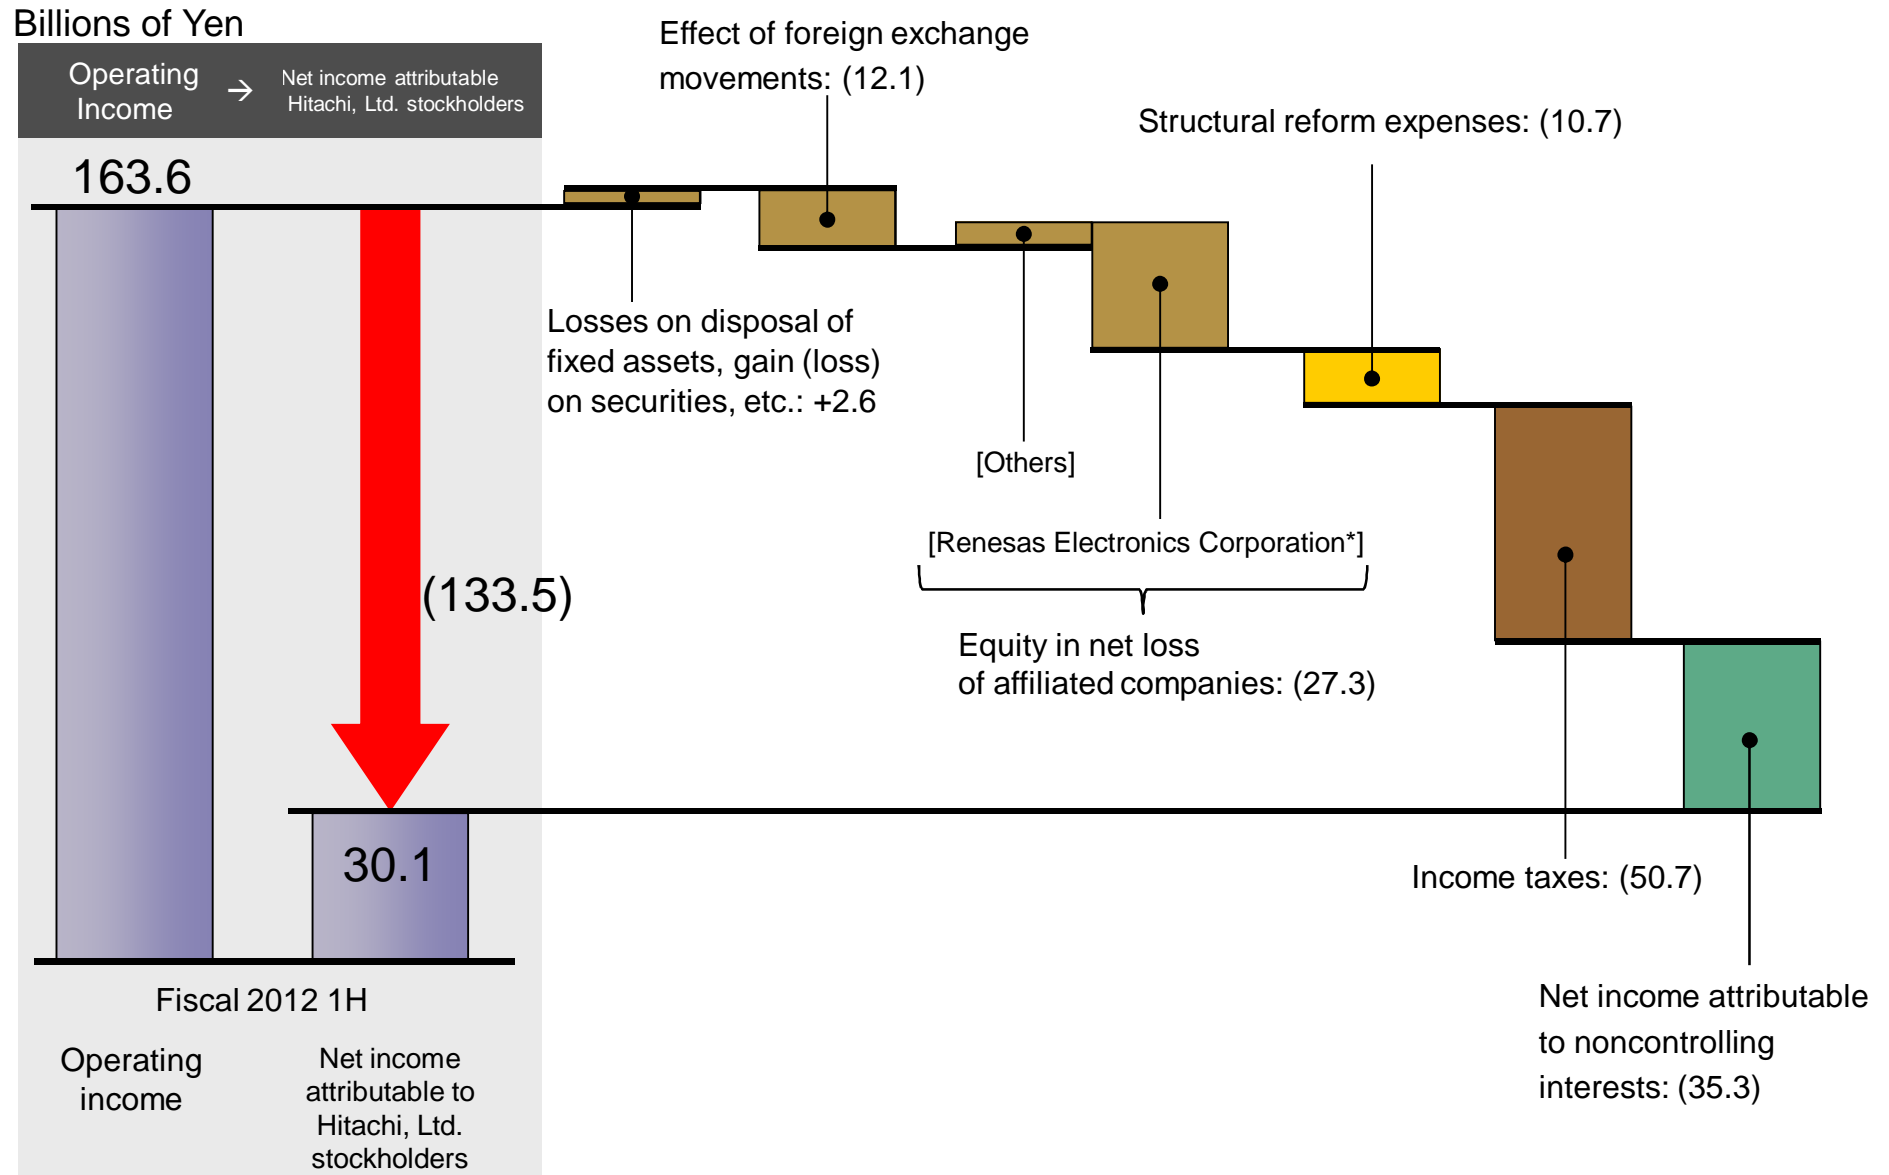 Billions of Yen
Operating
Income
→
Net income attributable
Hitachi, Ltd. stockholders
163.6
(133.5)
30.1
Fiscal 2012 1H
Operating
income
Net income
attributable to
Hitachi, Ltd.
stockholders
Effect of foreign exchange
movements: (12.1)
Structural reform expenses: (10.7)
Losses on disposal of
fixed assets, gain (loss)
on securities, etc.: +2.6
[Others]
[Renesas Electronics Corporation*]
Equity in net loss
of affiliated companies: (27.3)
Income taxes: (50.7)
Net income attributable
to noncontrolling
interests: (35.3)